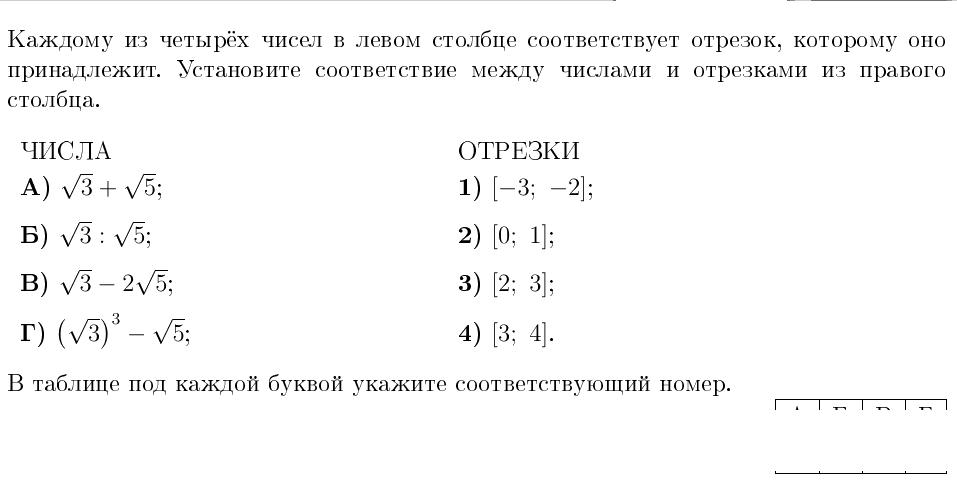 Каждому из четырёх чисел в левом столбце соответствует отрезок, которому оно
принадлежит. Установите соответствие между числами и отрезками из правого
столбца.
ЧИСЛА ОТРЕЗКИ
А) √3 + √5; 1) [−3; −2];
Б) √3 : √5; 2) [0; 1];
В) √3 − 2√5; 3) [2; 3];
Г) (√3)³ − √5; 4) [3; 4].
В таблице под каждой буквой укажите соответствующий номер.